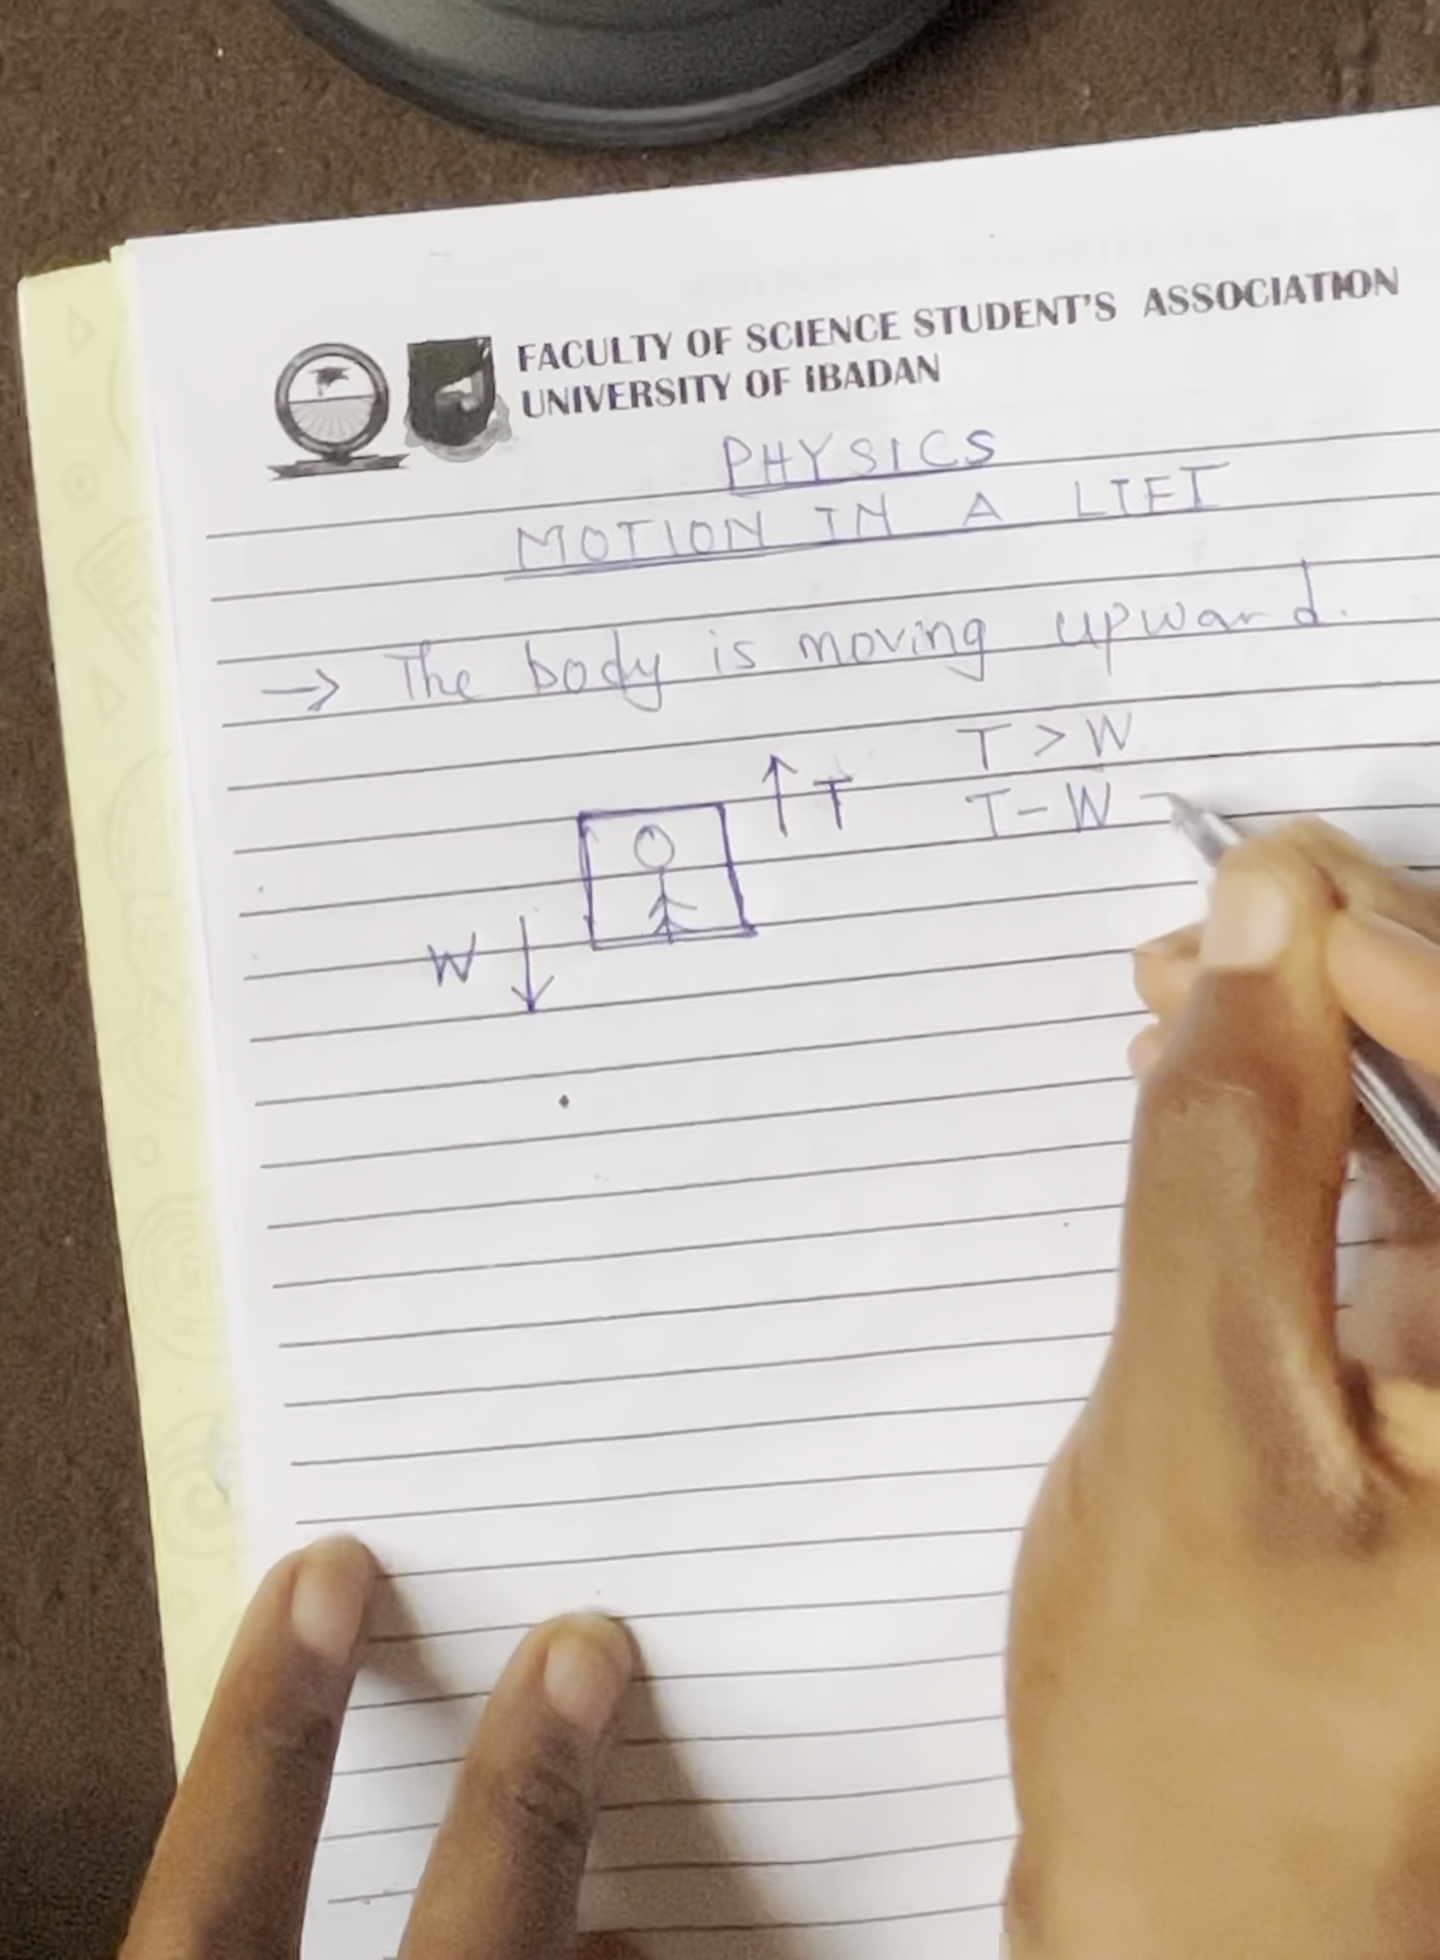 FACULTY OF SCIENCE STUDENT'S ASSOCIATION
UNIVERSITY OF IBADAN
PHYSICS
MOTION IN A LIFT
→ The body is moving upward.
T > W
↑ T
T - W -
W ↓